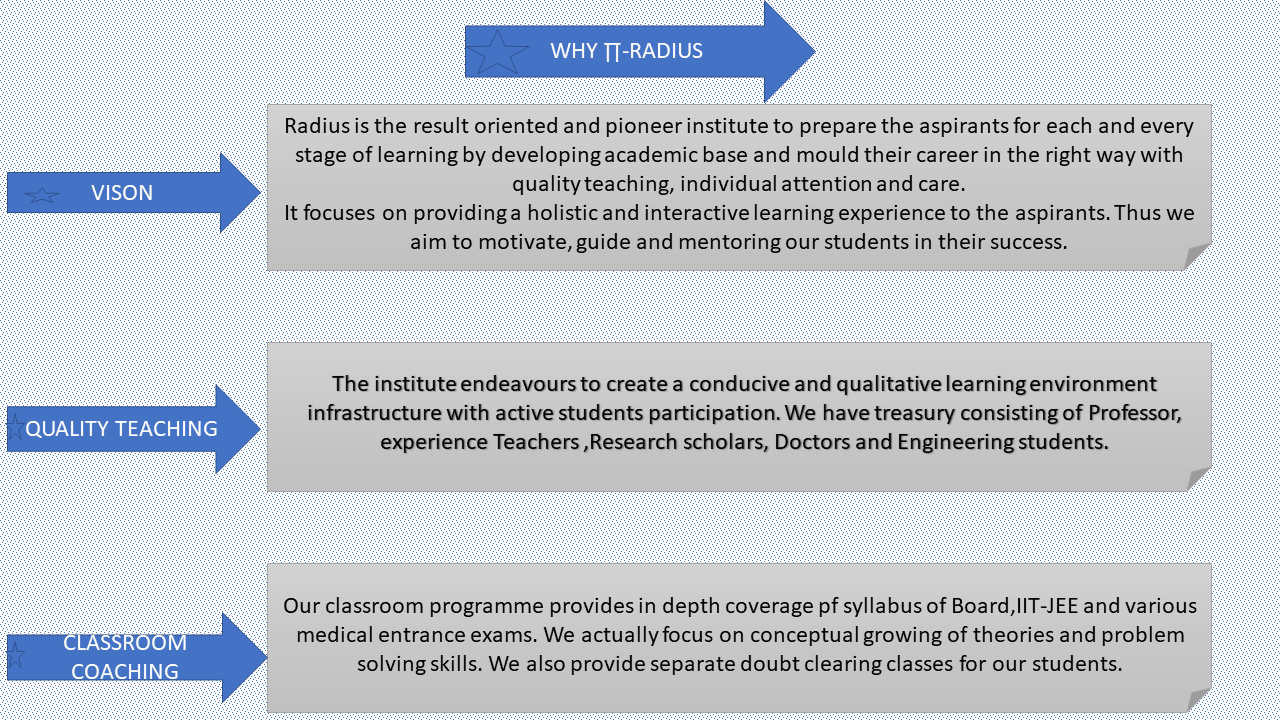 WHY ∏-RADIUS
VISON
Radius is the result oriented and pioneer institute to prepare the aspirants for each and every
stage of learning by developing academic base and mould their career in the right way with
quality teaching, individual attention and care.
It focuses on providing a holistic and interactive learning experience to the aspirants. Thus we
aim to motivate, guide and mentoring our students in their success.
QUALITY TEACHING
The institute endeavours to create a conducive and qualitative learning environment
infrastructure with active students participation. We have treasury consisting of Professor,
experience Teachers ,Research scholars, Doctors and Engineering students.
CLASSROOM
COACHING
Our classroom programme provides in depth coverage pf syllabus of Board,IIT-JEE and various
medical entrance exams. We actually focus on conceptual growing of theories and problem
solving skills. We also provide separate doubt clearing classes for our students.